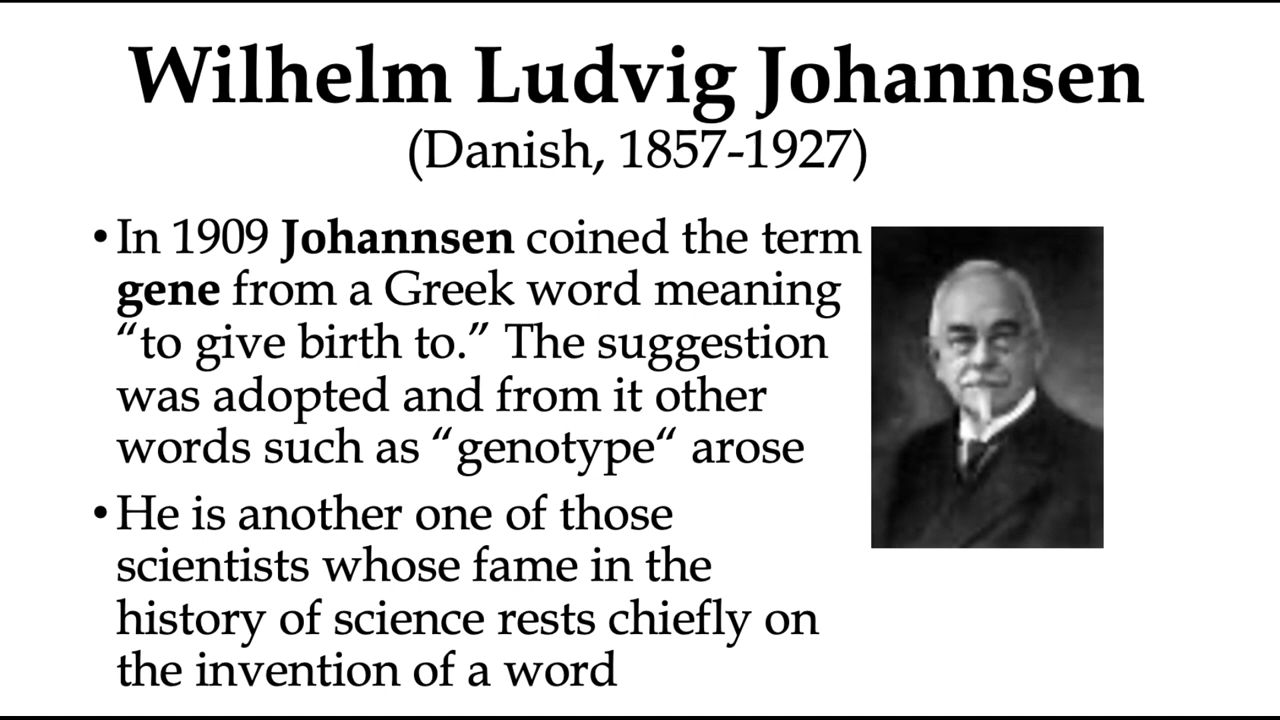 Wilhelm Ludvig Johannsen
(Danish, 1857-1927)
• In 1909 Johannsen coined the term
gene from a Greek word meaning
“to give birth to.” The suggestion
was adopted and from it other
words such as “genotype“ arose
• He is another one of those
scientists whose fame in the
history of science rests chiefly on
the invention of a word